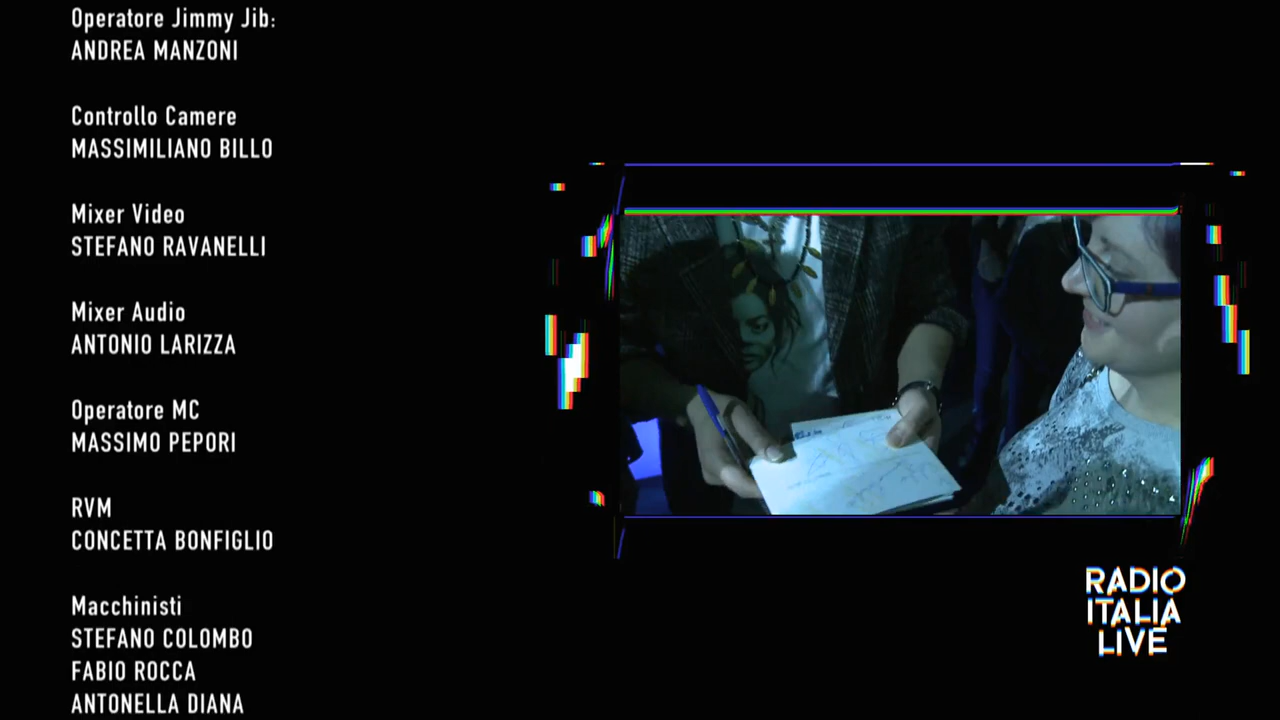 Operatore Jimmy Jib:
ANDREA MANZONI
Controllo Camere
MASSIMILIANO BILLO
Mixer Video
STEFANO RAVANELLI
Mixer Audio
ANTONIO LARIZZA
Operatore MC
MASSIMO PEPORI
RVM
CONCETTA BONFIGLIO
Macchinisti
STEFANO COLOMBO
FABIO ROCCA
ANTONELLA DIANA
RADIO
ITALIA
LIVE